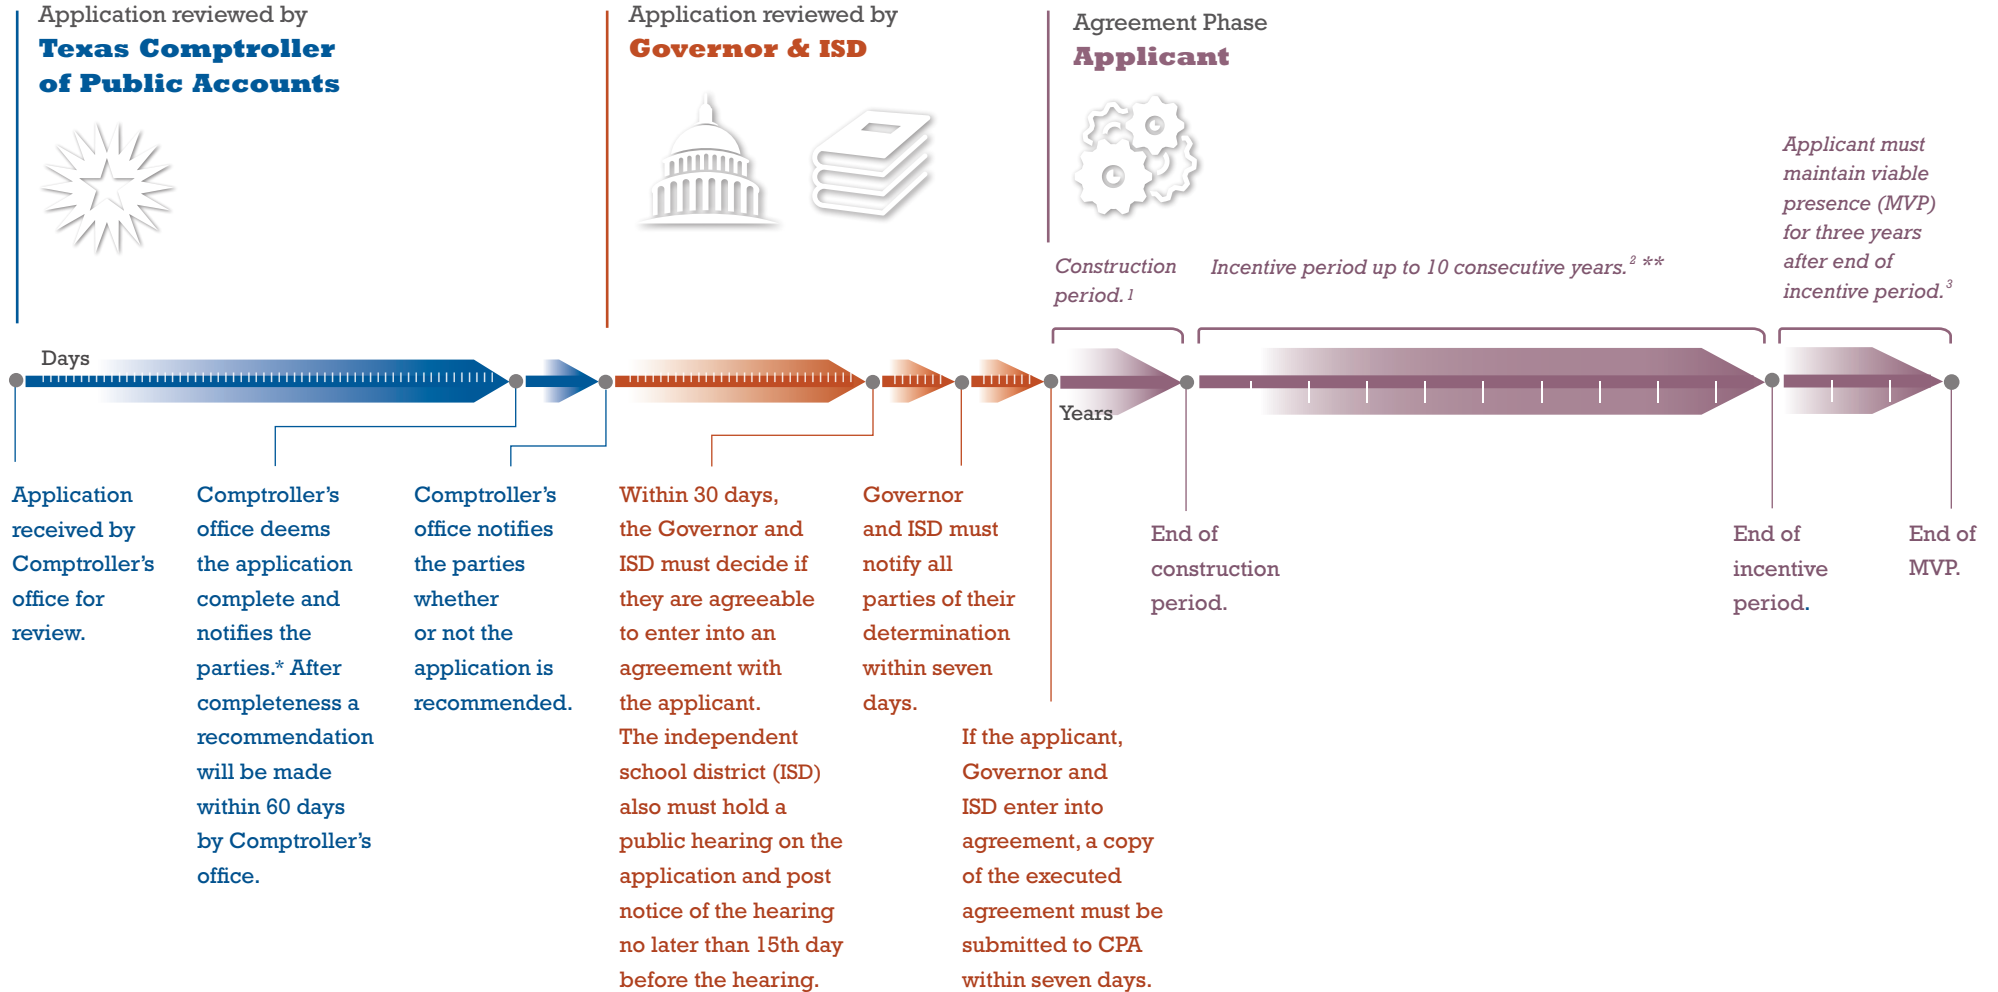 Application reviewed by
Texas Comptroller
of Public Accounts
Application reviewed by
Governor & ISD
Agreement Phase
Applicant
Construction
period.1
Incentive period up to 10 consecutive years.2 **
Applicant must
maintain viable
presence (MVP)
for three years
after end of
incentive period.3
Days
Years
Application
received by
Comptroller's
office for
review.
Comptroller's
office deems
the application
complete and
notifies the
parties.* After
completeness a
recommendation
will be made
within 60 days
by Comptroller's
office.
Comptroller's
office notifies
the parties
whether
or not the
application is
recommended.
Within 30 days,
the Governor and
ISD must decide if
they are agreeable
to enter into an
agreement with
the applicant.
The independent
school district (ISD)
also must hold a
public hearing on the
application and post
notice of the hearing
no later than 15th day
before the hearing.
Governor
and ISD must
notify all
parties of their
determination
within seven
days.
If the applicant,
Governor and
ISD enter into
agreement, a copy
of the executed
agreement must be
submitted to CPA
within seven days.
End of
construction
period.
End of
incentive
period.
End of
MVP.